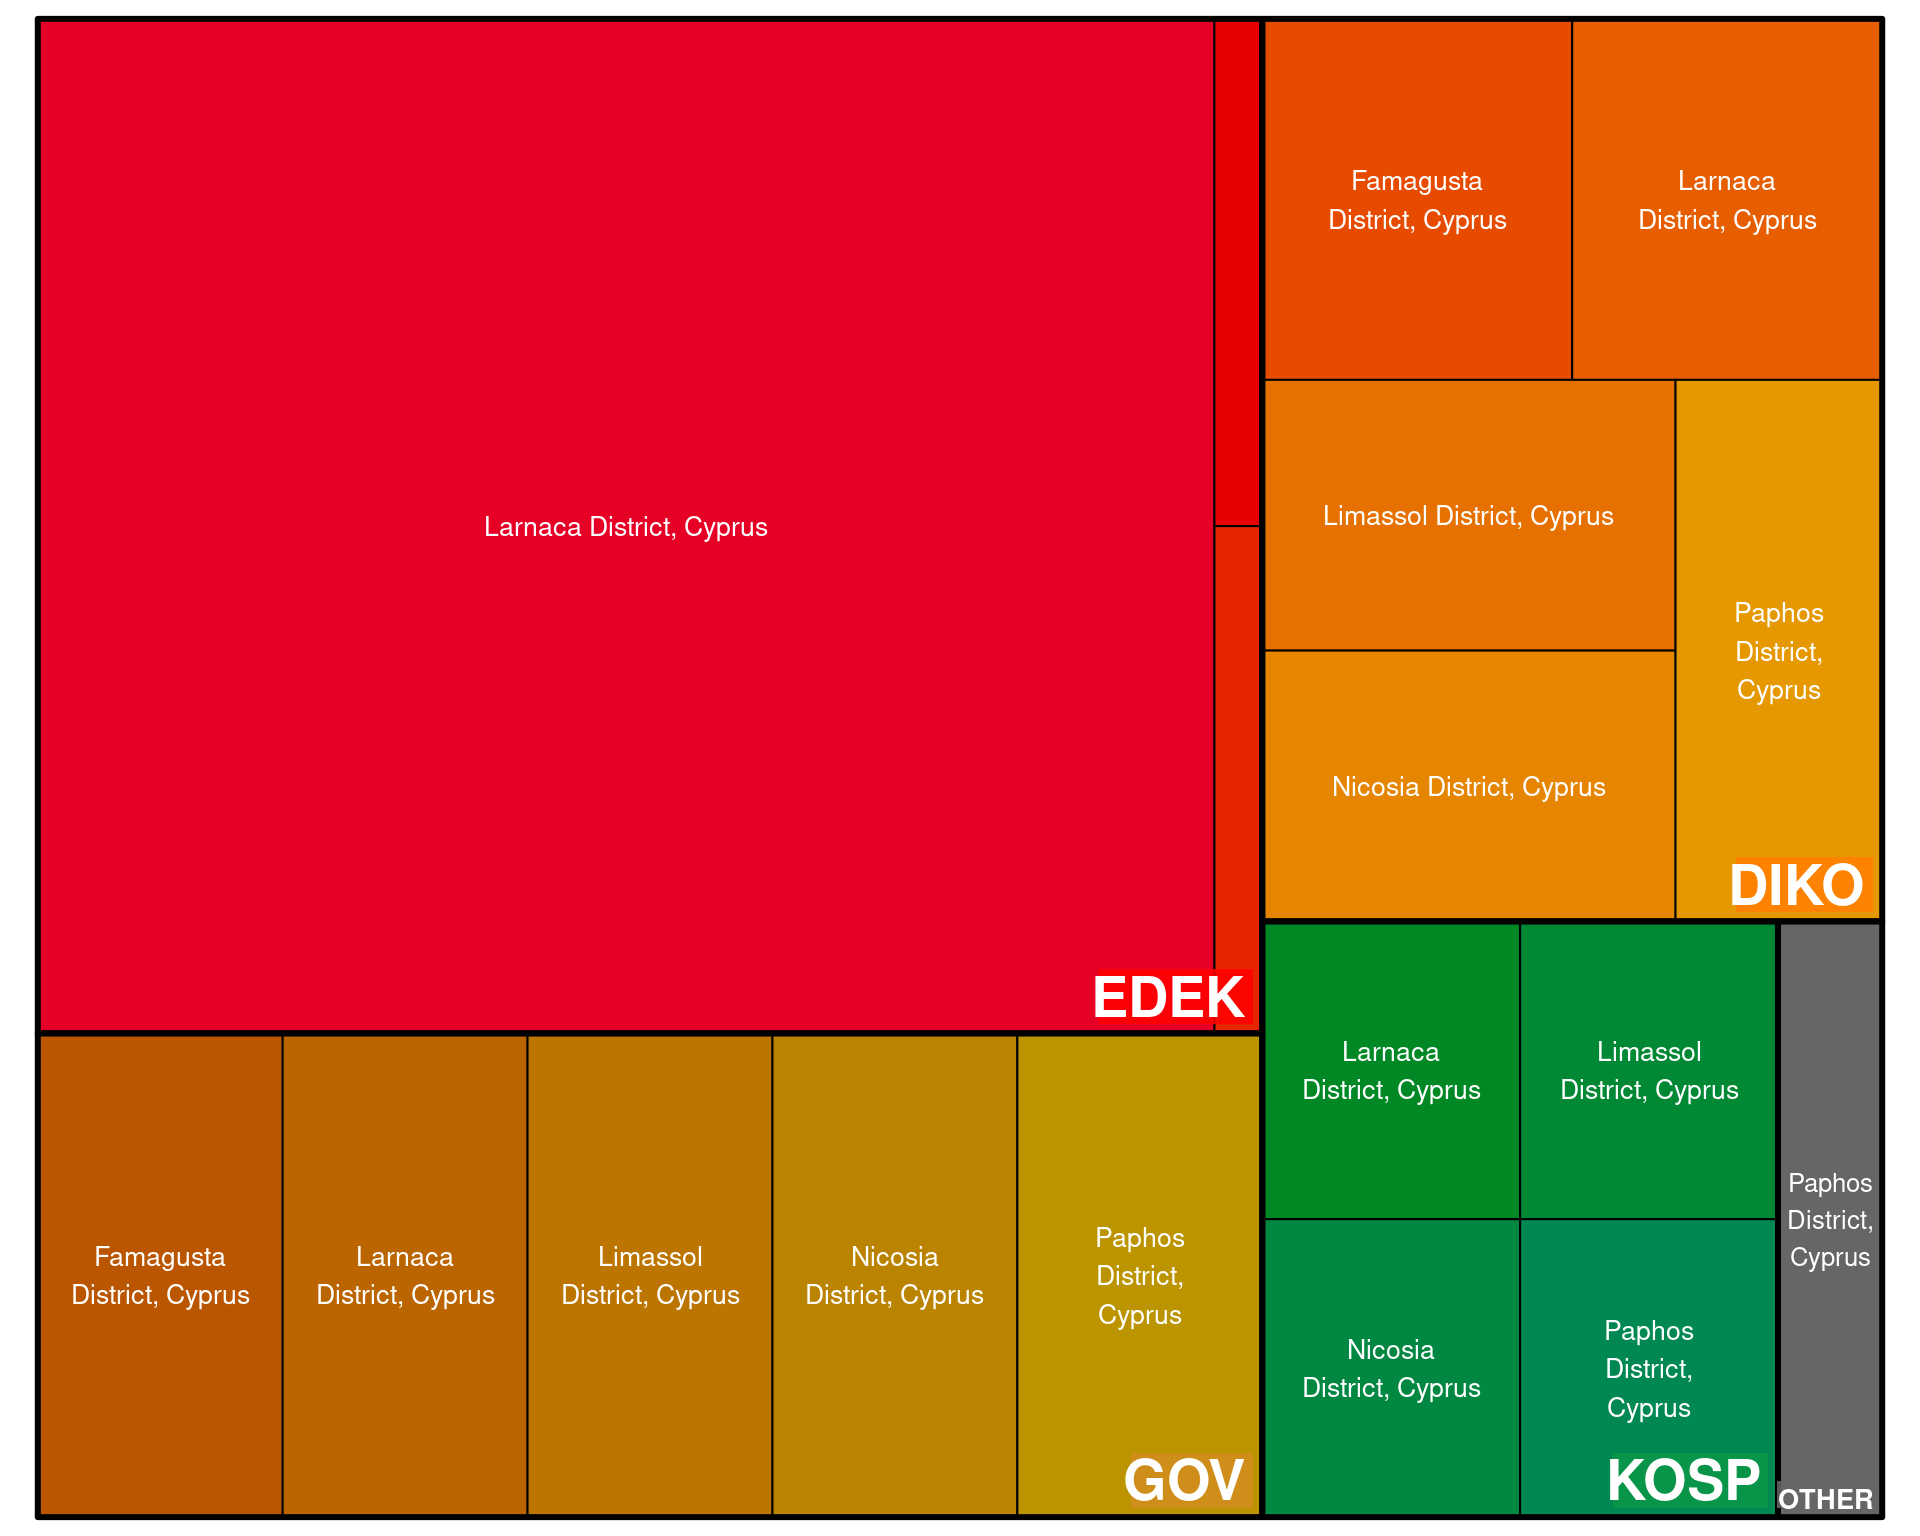 Larnaca District, Cyprus
EDEK
Famagusta
District, Cyprus
Larnaca
District, Cyprus
Limassol District, Cyprus
Nicosia District, Cyprus
Paphos
District,
Cyprus
DIKO
Famagusta
District, Cyprus
Larnaca
District, Cyprus
Limassol
District, Cyprus
Nicosia
District, Cyprus
Paphos
District,
Cyprus
GOV
Larnaca
District, Cyprus
Limassol
District, Cyprus
Nicosia
District, Cyprus
Paphos
District,
Cyprus
KOSP
Paphos
District,
Cyprus
OTHER